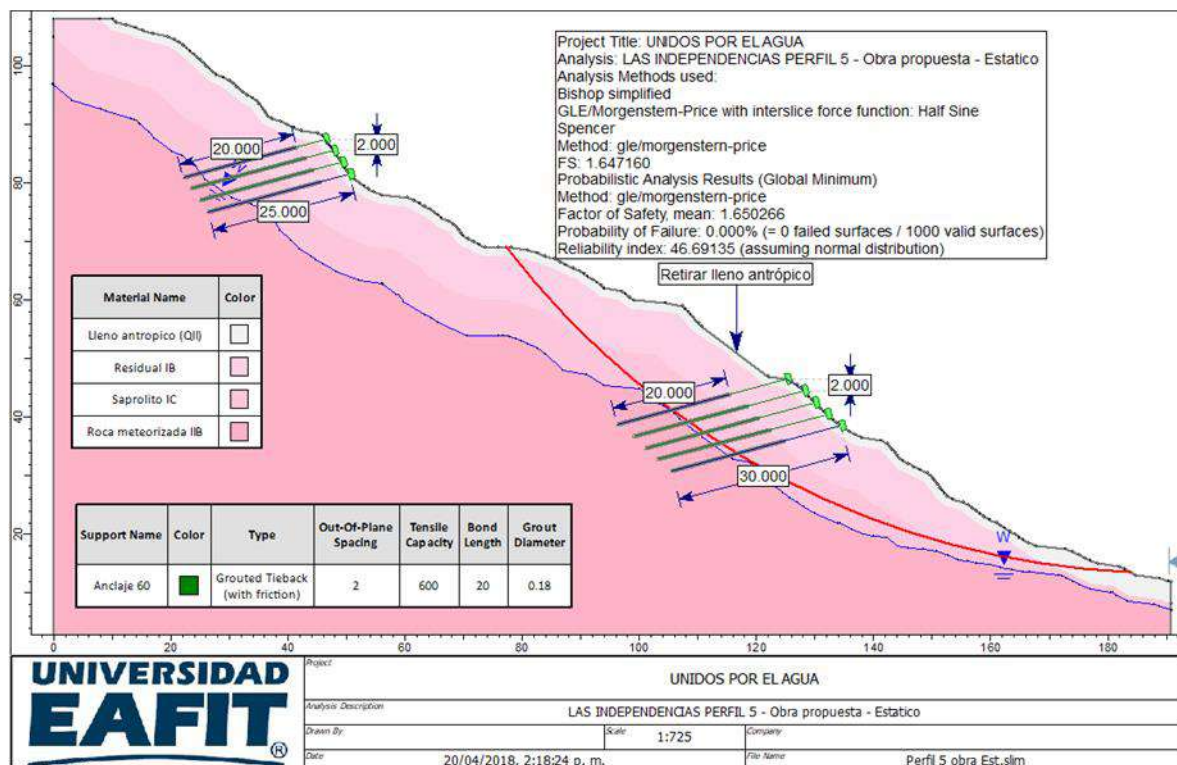 Project Title: UNIDOS POR EL AGUA
Analysis: LAS INDEPENDENCIAS PERFIL 5 - Obra propuesta - Estatico
Analysis Methods used:
Bishop simplified
GLE/Morgenstern-Price with interslice force function: Half Sine
Spencer
Method: gle/morgenstern-price
FS: 1.647160
Probabilistic Analysis Results (Global Minimum)
Method: gle/morgenstern-price
Factor of Safety, mean: 1.650266
Probability of Failure: 0.000% (= 0 failed surfaces / 1000 valid surfaces)
Reliability index: 46.69135 (assuming normal distribution)
100
80
60
40
20
20.000
2.000
W
25.000
Retirar lleno antrópico
20.000
2.000
30.000
W
Material Name Color
Lleno antropico (Qll)
Residual IB
Saprolito IC
Roca meteorizada IIB
Support Name Color Type Out-Of-Plane Spacing Tensile Capacity Bond Length Grout Diameter
Anclaje 60 Grouted Tieback (with friction) 2 600 20 0.18
0 20 40 60 80 100 120 140 160 180
UNIVERSIDAD
EAFIT®
Project
UNIDOS POR EL AGUA
Analysis Description
LAS INDEPENDENCIAS PERFIL 5 - Obra propuesta - Estatico
Drawn By
Scale 1:725
Company
Date 20/04/2018, 2:18:24 p. m.
File Name Perfil 5 obra Est.slim